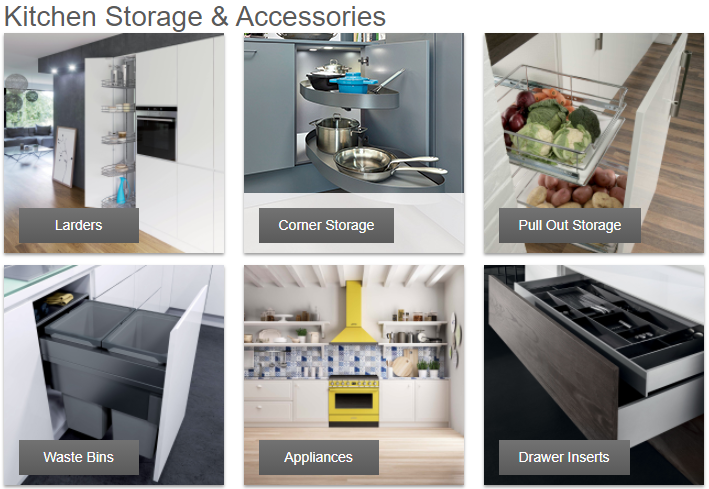 Kitchen Storage & Accessories
Larders
Corner Storage
Pull Out Storage
Waste Bins
Appliances
Drawer Inserts